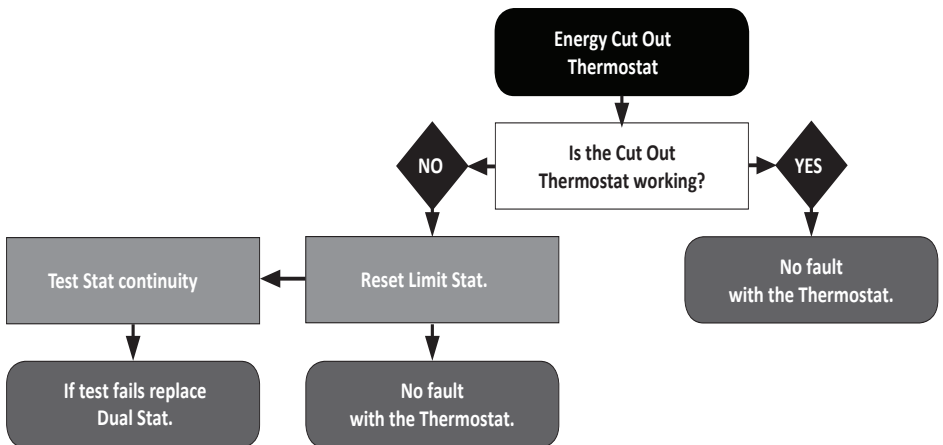 Energy Cut Out
Thermostat
Is the Cut Out
Thermostat working?
NO
YES
Test Stat continuity
Reset Limit Stat.
No fault
with the Thermostat.
If test fails replace
Dual Stat.
No fault
with the Thermostat.